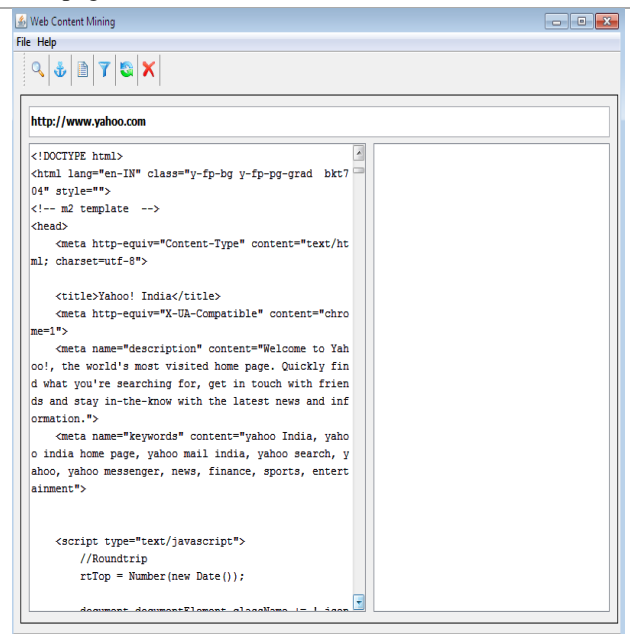 Web Content Mining
File Help
http://www.yahoo.com
<!DOCTYPE html>
<html lang="en-IN" class="y-fp-bg y-fp-pg-grad  bkt7
04" style="">
<!-- m2 template  -->
<head>
    <meta http-equiv="Content-Type" content="text/ht
ml; charset=utf-8">
    <title>Yahoo! India</title>
    <meta http-equiv="X-UA-Compatible" content="chro
me=1">
    <meta name="description" content="Welcome to Yah
oo!, the world's most visited home page. Quickly fin
d what you're searching for, get in touch with frien
ds and stay in-the-know with the latest news and inf
ormation.">
    <meta name="keywords" content="yahoo India, yaho
o india home page, yahoo mail india, yahoo search, y
ahoo, yahoo messenger, news, finance, sports, entert
ainment">
    <script type="text/javascript">
        //Roundtrip
        rtTop = Number(new Date());
        document.documentElement.className += !